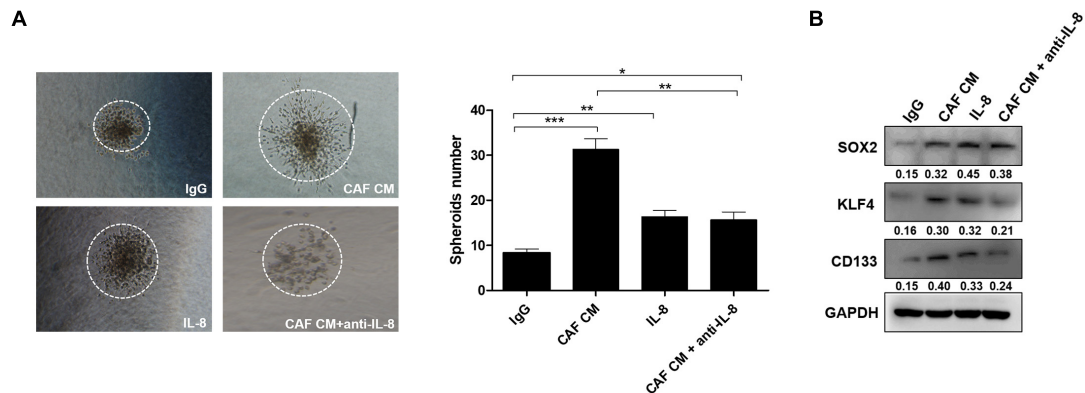 A
IgG
CAF CM
IL-8
CAF CM+anti-IL-8
Spheroids number
40
30
20
10
0
*
**
**
***
IgG
CAF CM
IL-8
CAF CM + anti-IL-8
B
IgG
CAF CM
IL-8
CAF CM + anti-IL-8
SOX2
0.15 0.32 0.45 0.38
KLF4
0.16 0.30 0.32 0.21
CD133
0.15 0.40 0.33 0.24
GAPDH